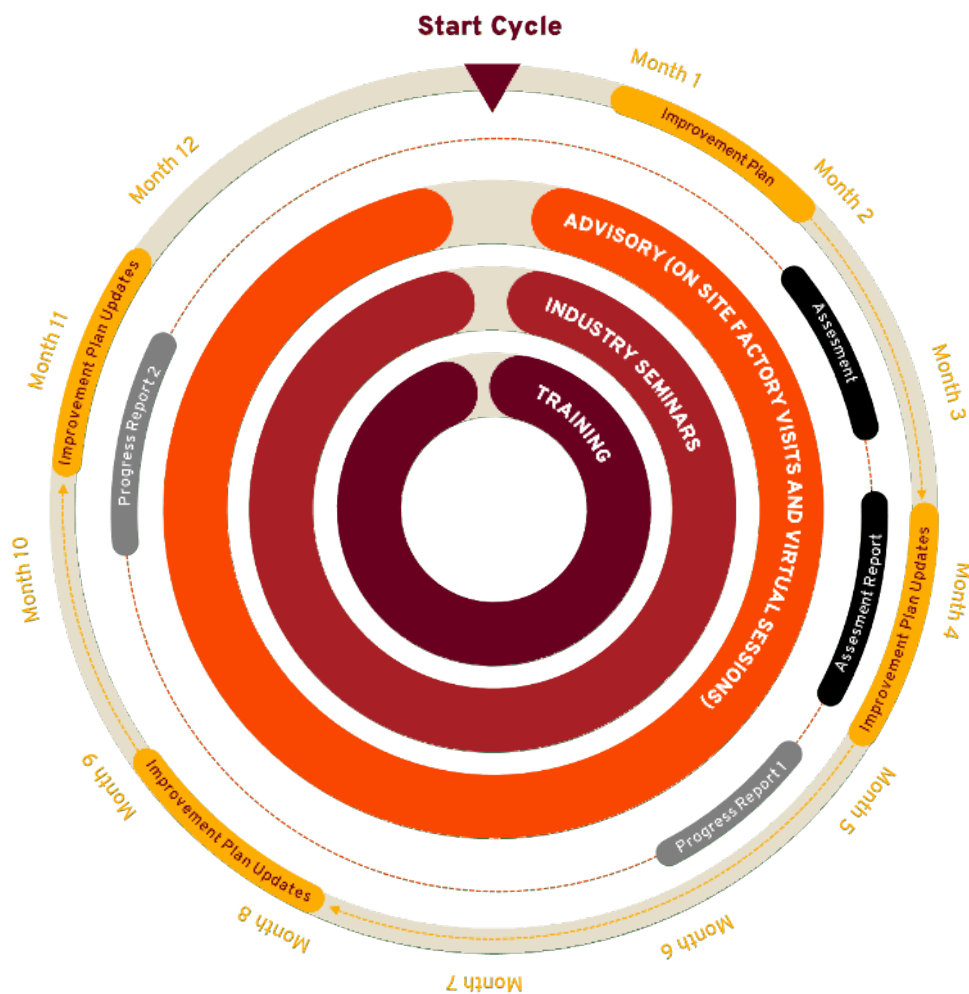 Start Cycle
Month 1
Month 2
Month 3
Month 4
Month 5
Month 6
Month 7
Month 8
Month 9
Month 10
Month 11
Month 12
Improvement Plan
Improvement Plan Updates
Improvement Plan Updates
Improvement Plan Updates
Assesment
Assesment Report
Progress Report 1
Progress Report 2
ADVISORY (ON SITE FACTORY VISITS AND VIRTUAL SESSIONS)
INDUSTRY SEMINARS
TRAINING